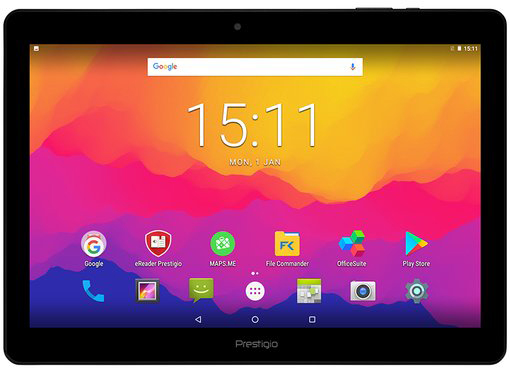 15:11
Google
15:11
MON, 1 JAN
Google
eReader Prestigio
MAPS.ME
File Commander
OfficeSuite
Play Store
Prestigio